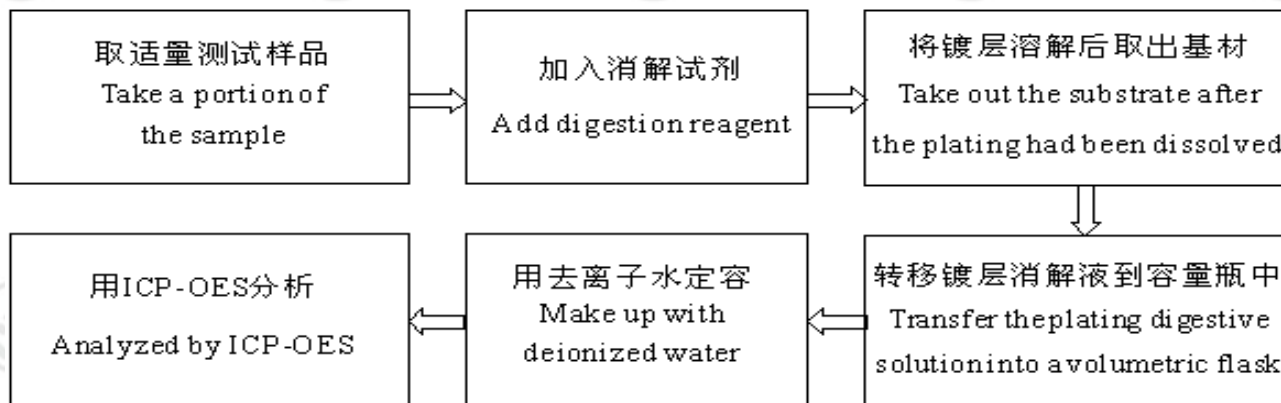 取适量测试样品
Take a portion of
the sample
加入消解试剂
Add digestion reagent
将镀层溶解后取出基材
Take out the substrate after
the plating had been dissolved
转移镀层消解液到容量瓶中
Transfer the plating digestive
solution into a volumetric flask
用去离子水定容
Make up with
deionized water
用ICP-OES分析
Analyzed by ICP-OES